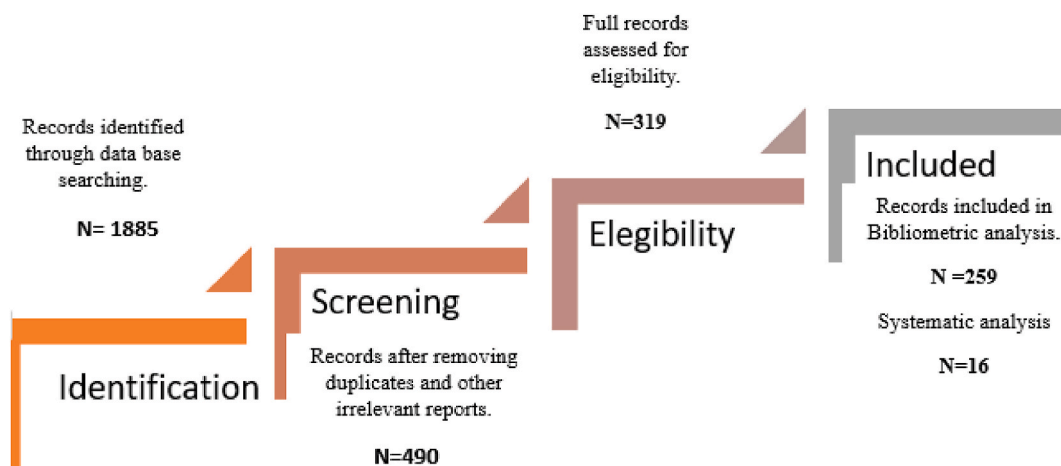 Records identified
through data base
searching.
N= 1885
Identification
Screening
Records after removing
duplicates and other
irrelevant reports.
N=490
Full records
assessed for
eligibility.
N=319
Elegibility
Included
Records included in
Bibliometric analysis.
N =259
Systematic analysis
N=16